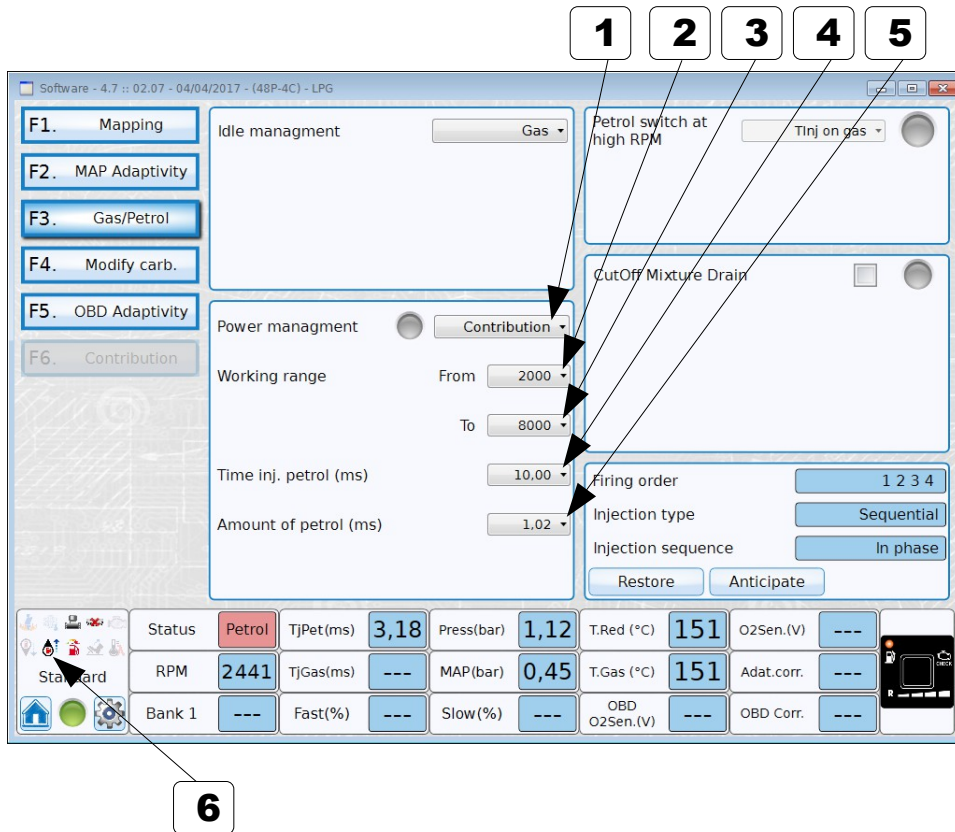 1 2 3 4 5
Software - 4.7 :: 02.07 - 04/04/2017 - (48P-4C) - LPG
F1. Mapping
F2. MAP Adaptivity
F3. Gas/Petrol
F4. Modify carb.
F5. OBD Adaptivity
F6. Contribution
Idle managment Gas
Power managment Contribution
Working range From 2000
To 8000
Time inj. petrol (ms) 10,00
Amount of petrol (ms) 1,02
Petrol switch at
high RPM TInj on gas
CutOff Mixture Drain
Firing order 1 2 3 4
Injection type Sequential
Injection sequence In phase
Restore Anticipate
Standard
Status Petrol TjPet(ms) 3,18 Press(bar) 1,12 T.Red (°C) 151 O2Sen.(V) ---
RPM 2441 TjGas(ms) --- MAP(bar) 0,45 T.Gas (°C) 151 Adat.corr. ---
Bank 1 --- Fast(%) --- Slow(%) --- OBD
O2Sen.(V) --- OBD Corr. ---
CHECK
R
6